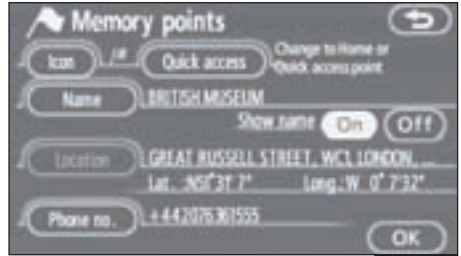 Memory points
Icon Quick access Change to Home or
Quick access point
Name BRITISH MUSEUM
Show name On Off
Location GREAT RUSSELL STREET, WC1, LONDON, ...
Lat. :N51°31' 7" Long.:W 0° 7'32"
Phone no. +442076361555
OK